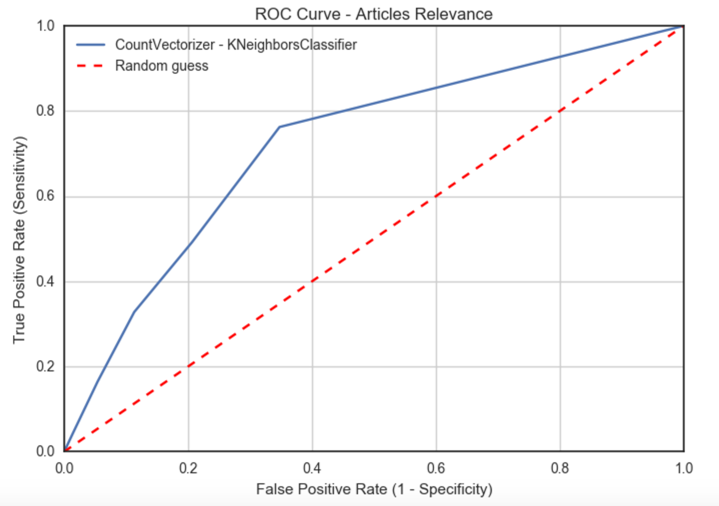 ROC Curve - Articles Relevance
CountVectorizer - KNeighborsClassifier
Random guess
True Positive Rate (Sensitivity)
1.0
0.8
0.6
0.4
0.2
0.0
0.0 0.2 0.4 0.6 0.8 1.0
False Positive Rate (1 - Specificity)